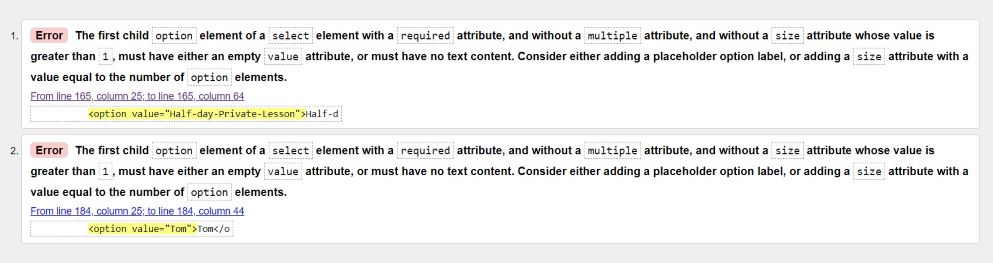 1. Error The first child option element of a select element with a required attribute, and without a multiple attribute, and without a size attribute whose value is
greater than 1 , must have either an empty value attribute, or must have no text content. Consider either adding a placeholder option label, or adding a size attribute with a
value equal to the number of option elements.
From line 165, column 25; to line 165, column 64
<option value="Half-day-Private-Lesson">Half-d
2. Error The first child option element of a select element with a required attribute, and without a multiple attribute, and without a size attribute whose value is
greater than 1 , must have either an empty value attribute, or must have no text content. Consider either adding a placeholder option label, or adding a size attribute with a
value equal to the number of option elements.
From line 184, column 25; to line 184, column 44
<option value="Tom">Tom</o